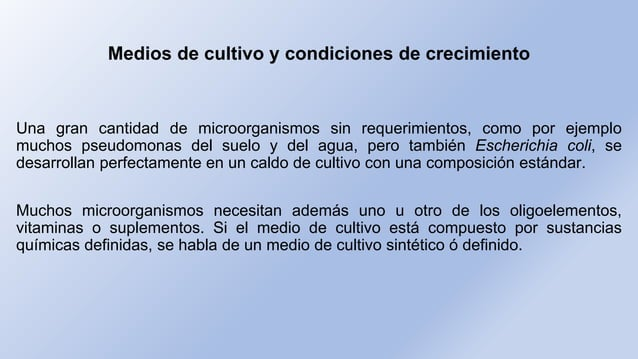 Medios de cultivo y condiciones de crecimiento
Una gran cantidad de microorganismos sin requerimientos, como por ejemplo
muchos pseudomonas del suelo y del agua, pero también Escherichia coli, se
desarrollan perfectamente en un caldo de cultivo con una composición estándar.
Muchos microorganismos necesitan además uno u otro de los oligoelementos,
vitaminas o suplementos. Si el medio de cultivo está compuesto por sustancias
químicas definidas, se habla de un medio de cultivo sintético ó definido.